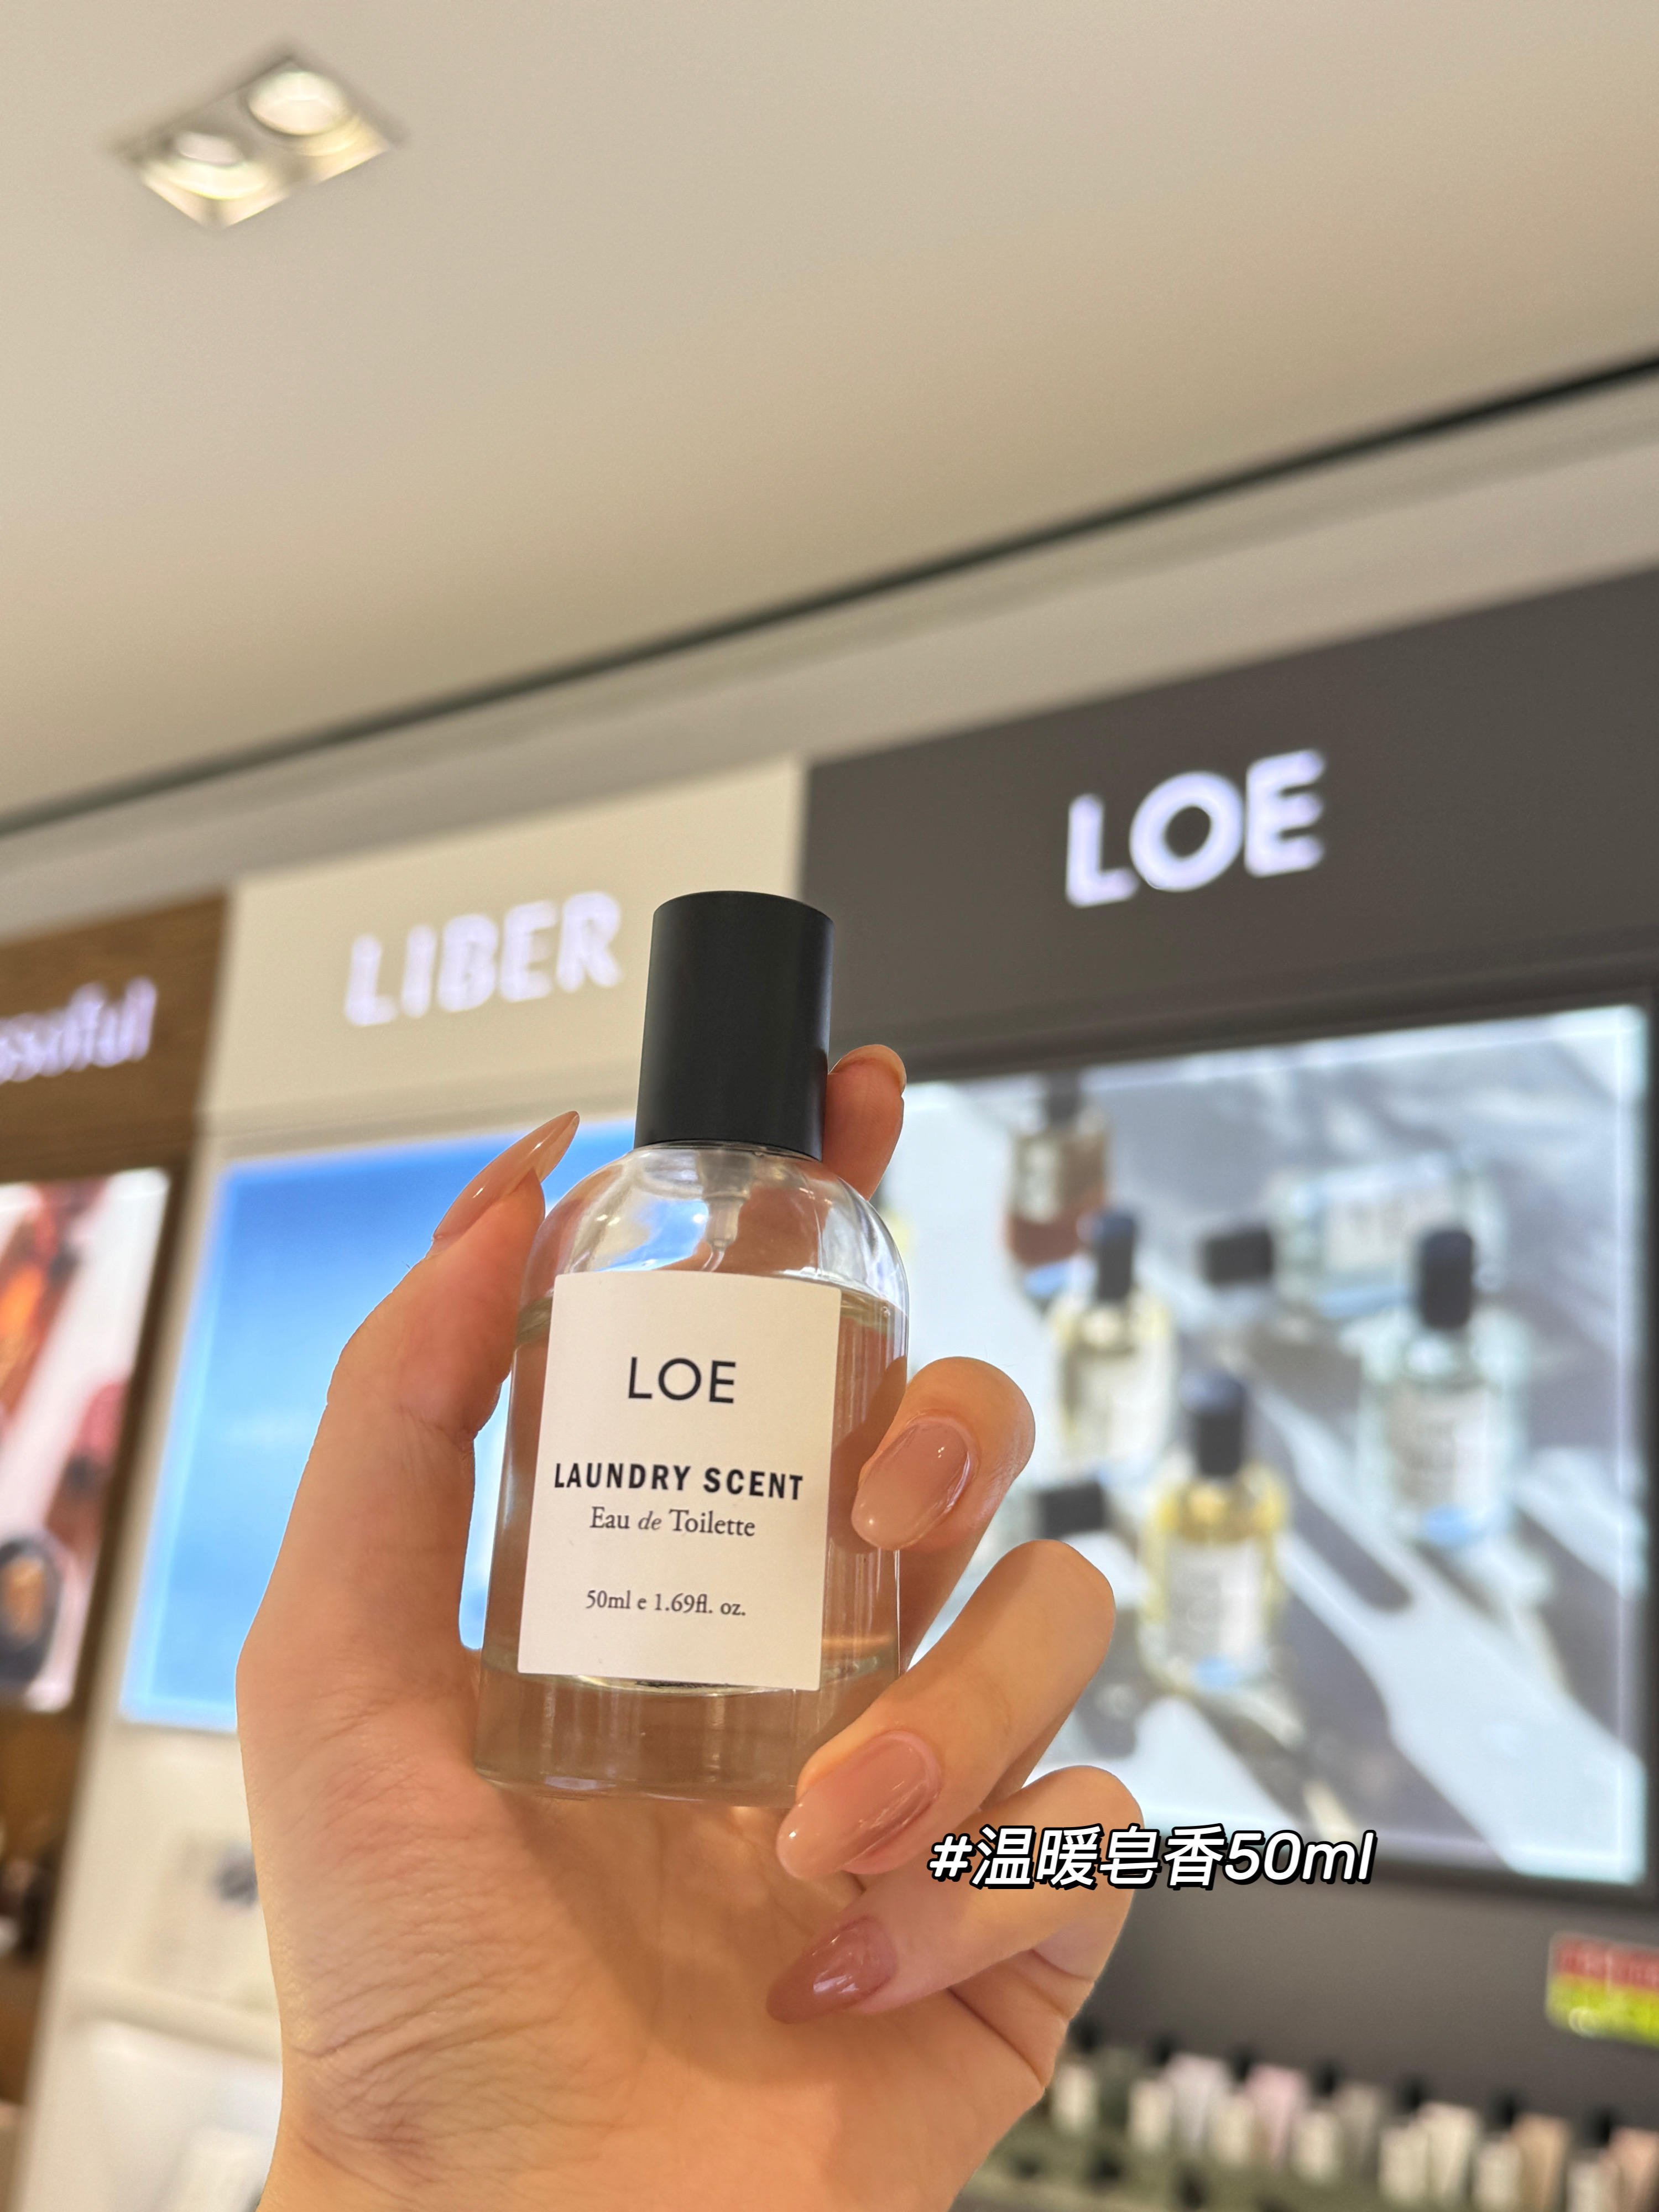 LIBER
LOE
LOE
LAUNDRY SCENT
Eau de Toilette
50ml e 1.69fl. oz.
#温暖皂香50ml